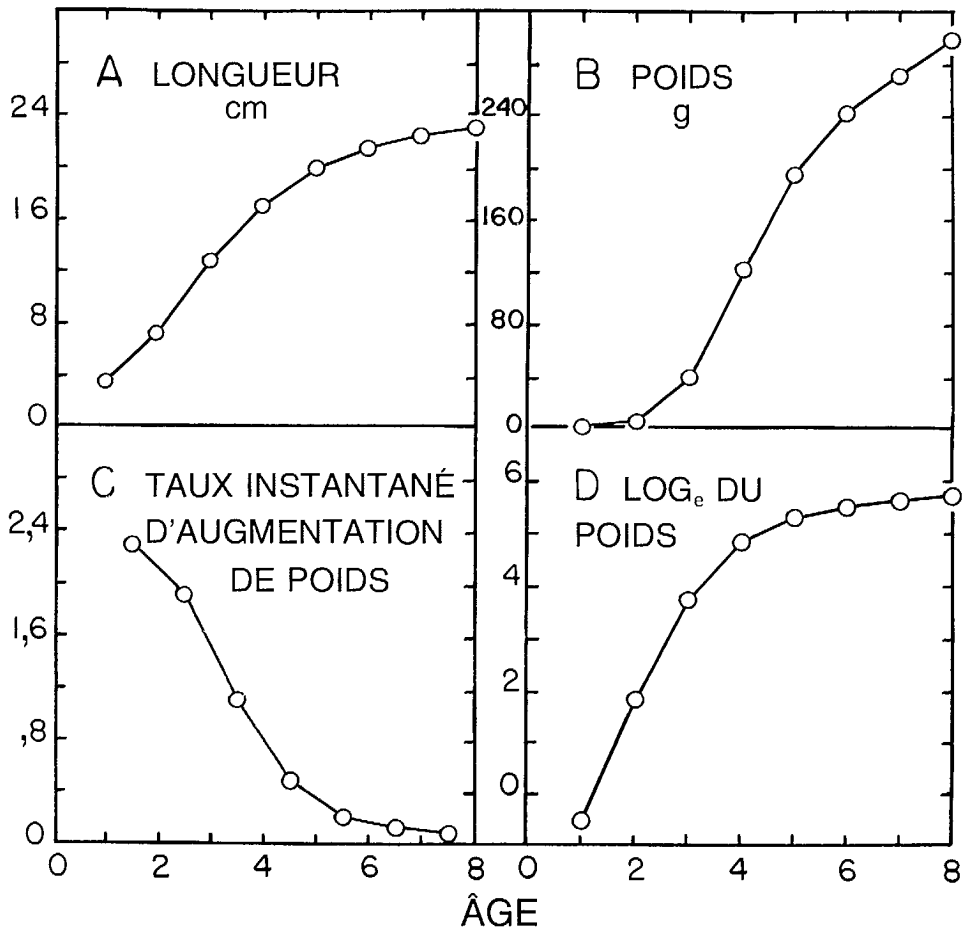 A LONGUEUR
cm
24
16
8
0
B POIDS
g
240
160
80
0
C TAUX INSTANTANÉ
D'AUGMENTATION
DE POIDS
2,4
1,6
,8
0
0 2 4 6 8
D LOGe DU
POIDS
6
4
2
0
0 2 4 6 8
ÂGE